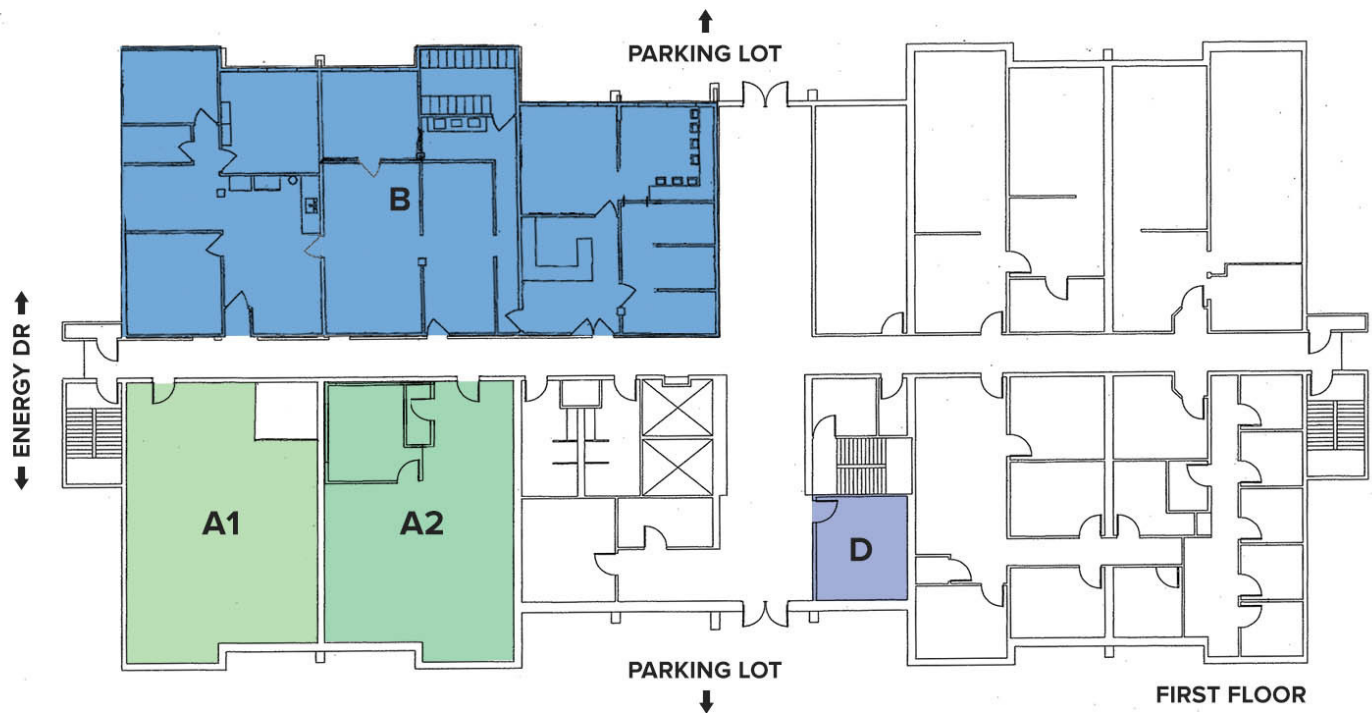 PARKING LOT
B
ENERGY DR
A1
A2
D
PARKING LOT
FIRST FLOOR